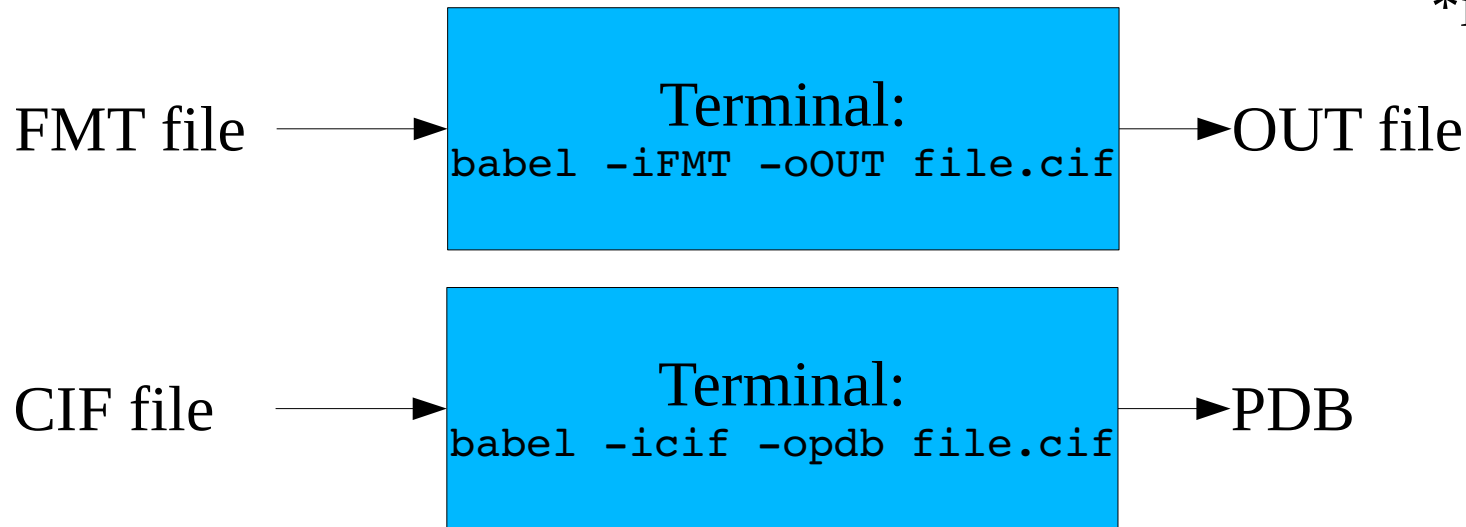 FMT file
Terminal:
babel -iFMT -oOUT file.cif
OUT file
CIF file
Terminal:
babel -icif -opdb file.cif
PDB